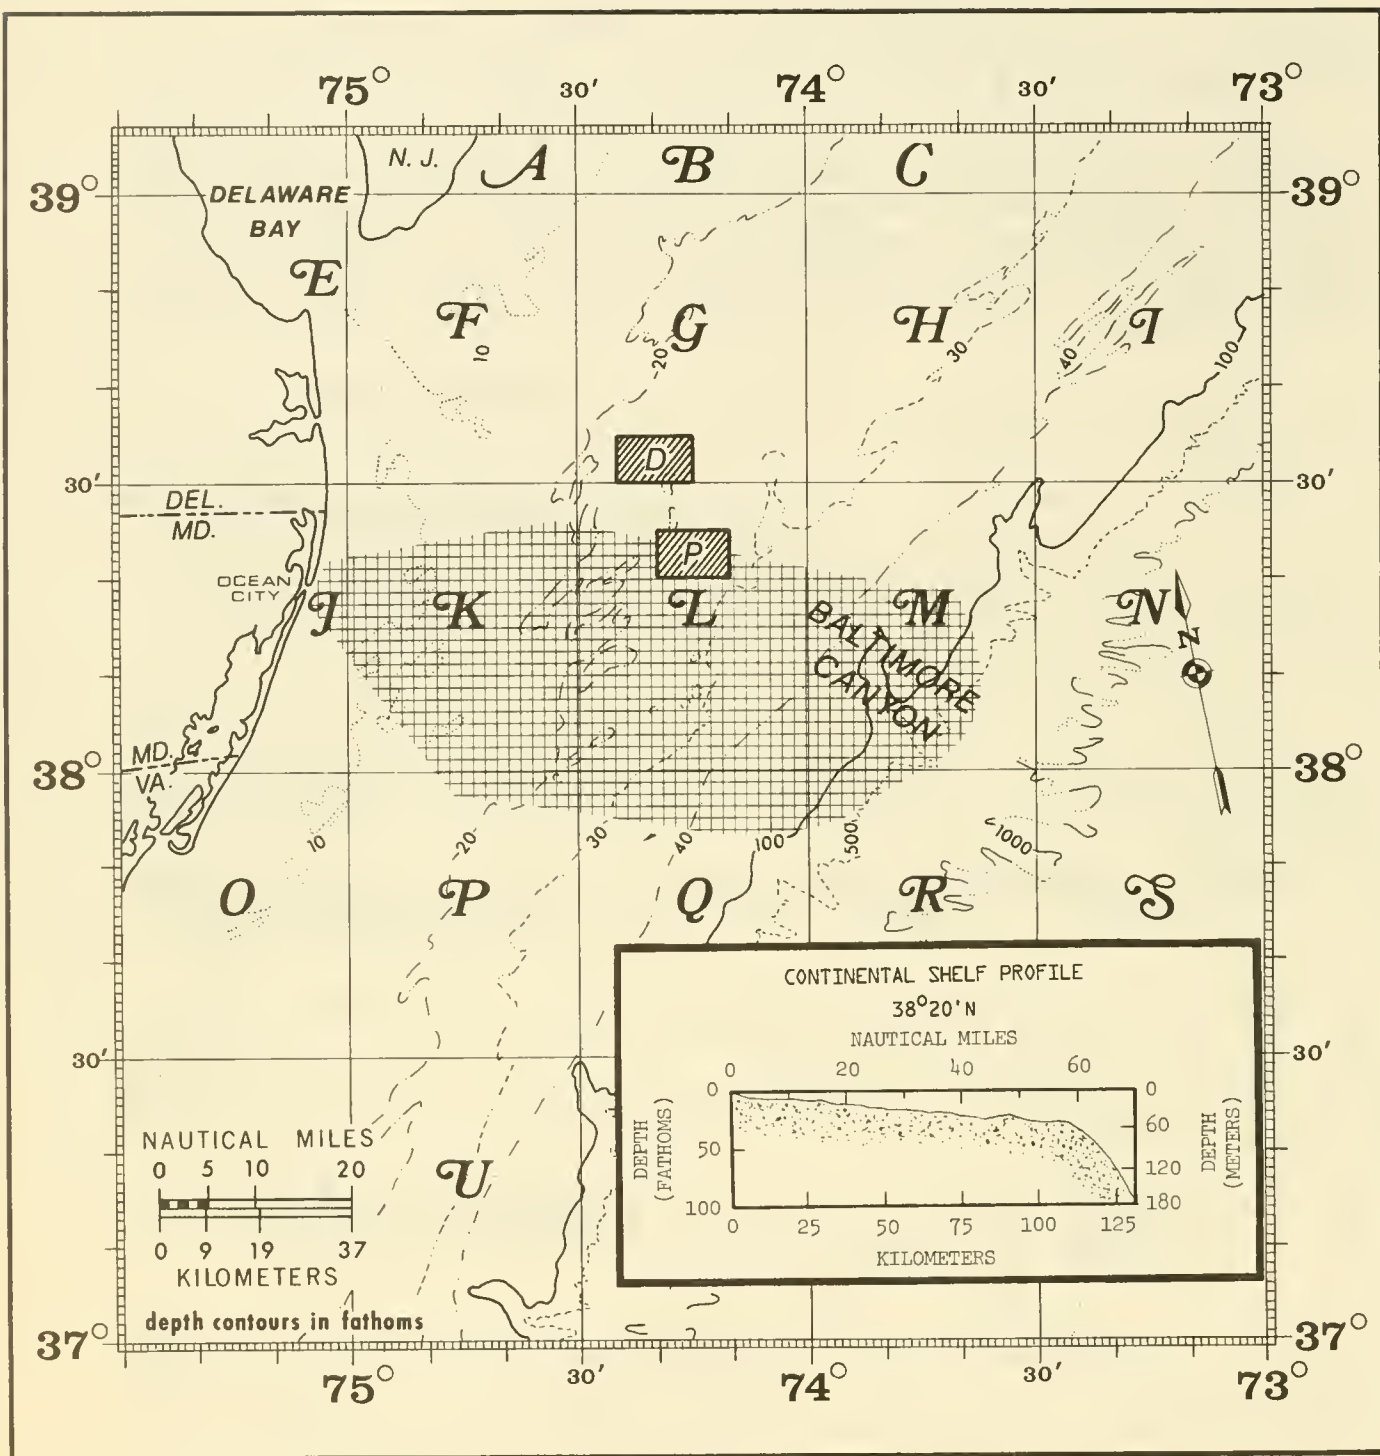 75° 30′ 74° 30′ 73°
N. J. A B C
39° DELAWARE 39°
BAY
E
F G H I
10 20 30 40 100
D
30′ 30′
DEL.
MD.
P
OCEAN
CITY
J K L M N
BALTIMORE
CANYON
N
MD.
38° 38°
VA.
10 20 30 40 100 500 1000
O P Q R S
CONTINENTAL SHELF PROFILE
38°20'N
NAUTICAL MILES
0 20 40 60
0 0
50 60
120
100 180
DEPTH
(FATHOMS)
DEPTH
(METERS)
0 25 50 75 100 125
KILOMETERS
30′ 30′
U
NAUTICAL MILES
0 5 10 20
0 9 19 37
KILOMETERS
depth contours in fathoms
37° 37°
75° 30′ 74° 30′ 73°